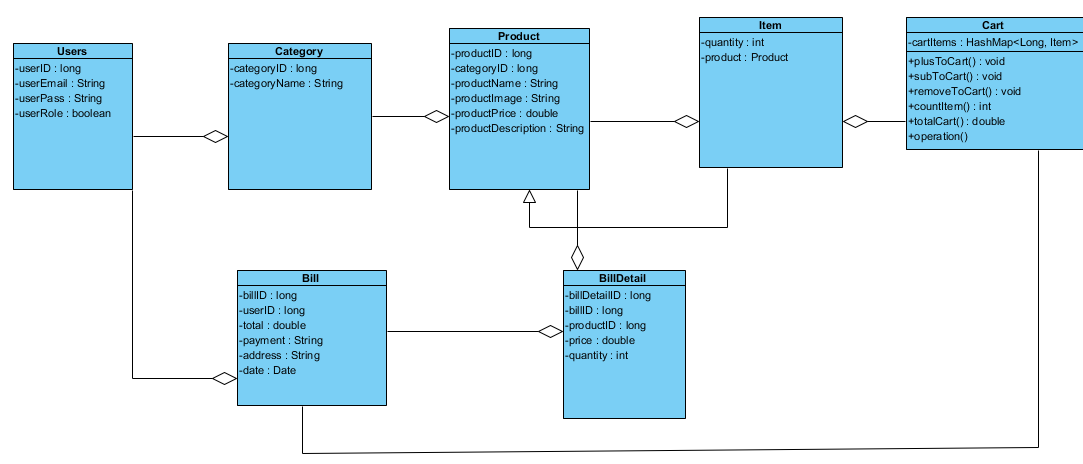 Users
-userID : long
-userEmail : String
-userPass : String
-userRole : boolean
Category
-categoryID : long
-categoryName : String
Product
-productID : long
-categoryID : long
-productName : String
-productImage : String
-productPrice : double
-productDescription : String
Item
-quantity : int
-product : Product
Cart
-cartItems : HashMap<Long, Item>
+plusToCart() : void
+subToCart() : void
+removeToCart() : void
+countItem() : int
+totalCart() : double
+operation()
Bill
-billID : long
-userID : long
-total : double
-payment : String
-address : String
-date : Date
BillDetail
-billDetailID : long
-billID : long
-productID : long
-price : double
-quantity : int